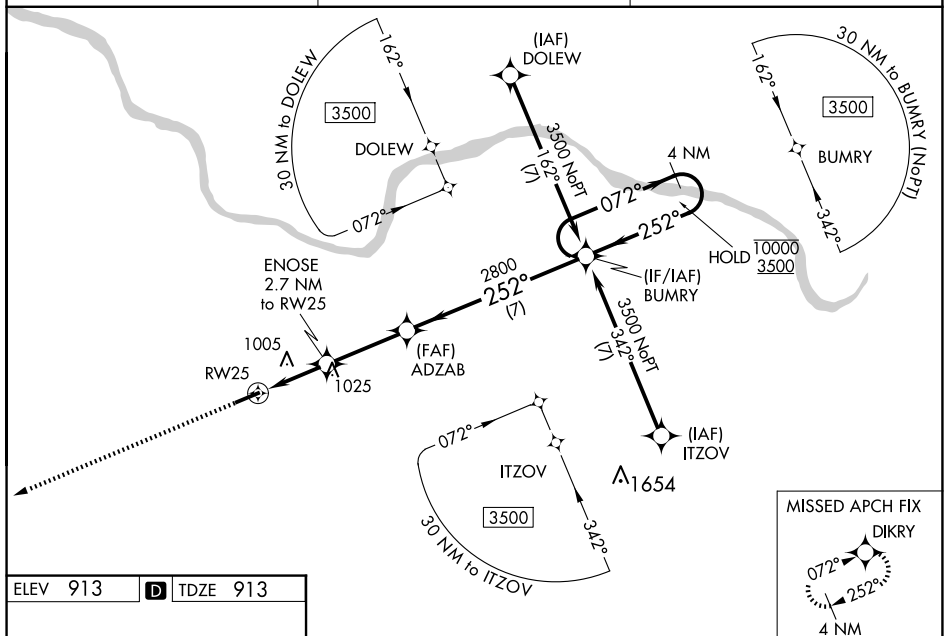 30 NM to DOLEW
162°
3500
DOLEW
072°
(IAF)
DOLEW
3500 NoPT
162°
(7)
4 NM
072°
252°
HOLD 10000
3500
30 NM to BUMRY (NoPT)
162°
3500
BUMRY
342°
(IF/IAF)
BUMRY
2800
252°
(7)
ENOSE
2.7 NM
to RW25
(FAF)
ADZAB
1005
1025
RW25
3500 NoPT
342°
(7)
(IAF)
ITZOV
1654
072°
ITZOV
3500
342°
30 NM to ITZOV
MISSED APCH FIX
DIKRY
072°
252°
4 NM
ELEV 913 D TDZE 913